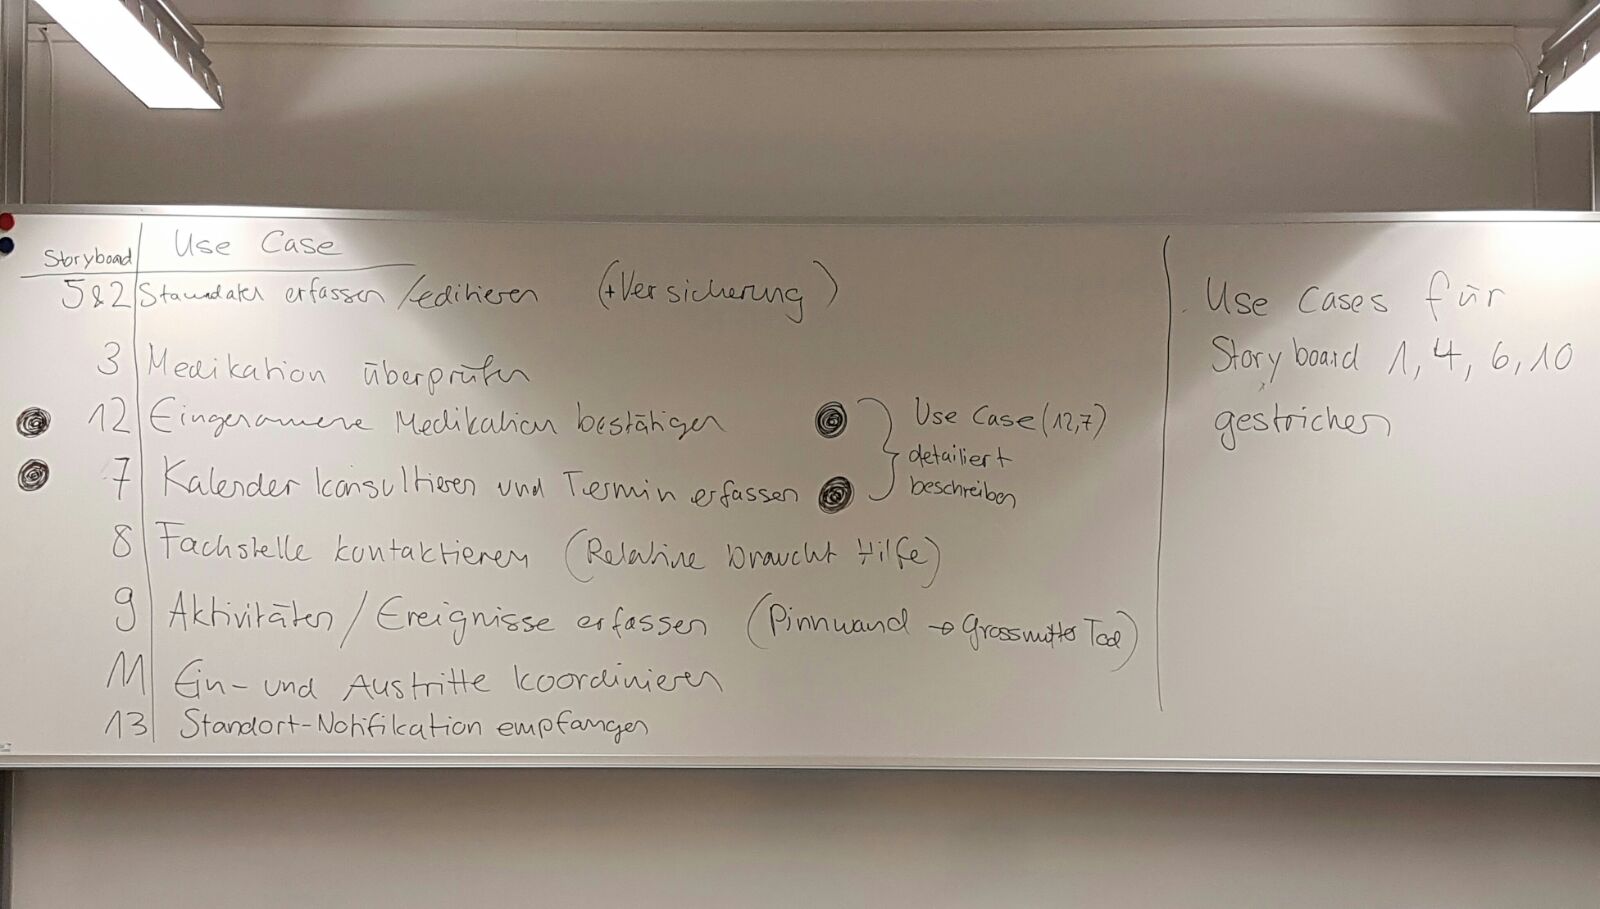 Storyboard Use Case
5&2 Stammdaten erfassen/editieren (+Versicherung)
3 Medikation überprüfen
12 Eingenommene Medikation bestätigen
7 Kalender konsultieren und Termin erfassen
Use Case (12,7)
detailiert
beschreiben
8 Fachstelle kontaktieren (Relative braucht Hilfe)
9 Aktivitäten / Ereignisse erfassen (Pinnwand → Grossmutter Tod)
11 Ein- und Austritte koordinieren
13 Standort-Notifikation empfangen
Use Cases für
Storyboard 1, 4, 6, 10
gestrichen